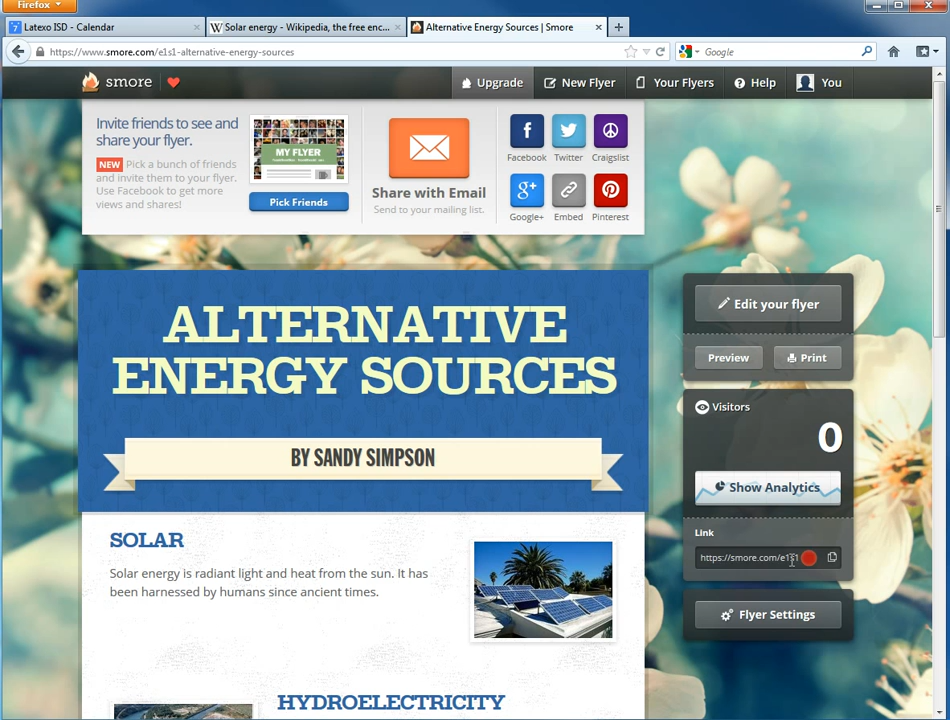 Firefox
Latexo ISD - Calendar
Solar energy - Wikipedia, the free enc...
Alternative Energy Sources | Smore
https://www.smore.com/e1s1-alternative-energy-sources
Google
smore
Upgrade
New Flyer
Your Flyers
Help
You
Invite friends to see and
share your flyer.
NEW Pick a bunch of friends
and invite them to your flyer.
Use Facebook to get more
views and shares!
MY FLYER
Pick Friends
Share with Email
Send to your mailing list.
Facebook
Twitter
Craigslist
Google+
Embed
Pinterest
ALTERNATIVE
ENERGY SOURCES
BY SANDY SIMPSON
Edit your flyer
Preview
Print
Visitors
0
Show Analytics
Link
https://smore.com/e1s1
Flyer Settings
SOLAR
Solar energy is radiant light and heat from the sun. It has
been harnessed by humans since ancient times.
HYDROELECTRICITY